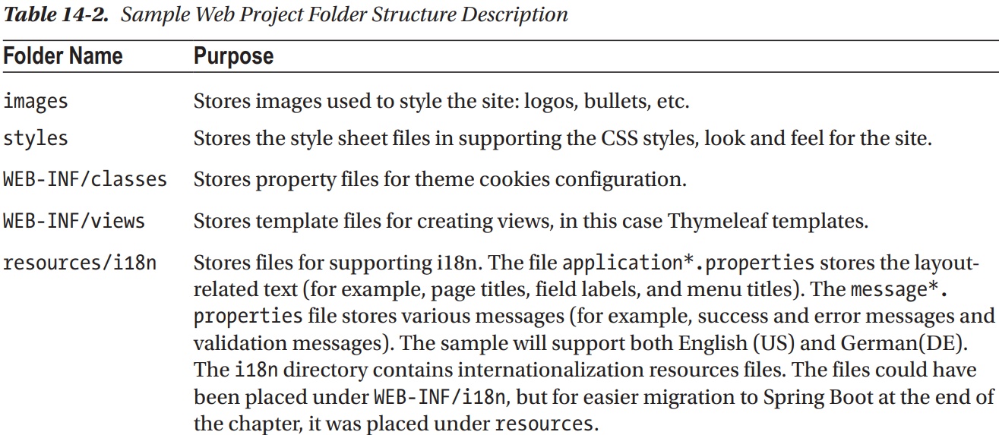 Table 14-2. Sample Web Project Folder Structure Description
Folder Name Purpose
images Stores images used to style the site: logos, bullets, etc.
styles Stores the style sheet files in supporting the CSS styles, look and feel for the site.
WEB-INF/classes Stores property files for theme cookies configuration.
WEB-INF/views Stores template files for creating views, in this case Thymeleaf templates.
resources/i18n Stores files for supporting i18n. The file application*.properties stores the layout-
related text (for example, page titles, field labels, and menu titles). The message*.
properties file stores various messages (for example, success and error messages and
validation messages). The sample will support both English (US) and German(DE).
The i18n directory contains internationalization resources files. The files could have
been placed under WEB-INF/i18n, but for easier migration to Spring Boot at the end of
the chapter, it was placed under resources.